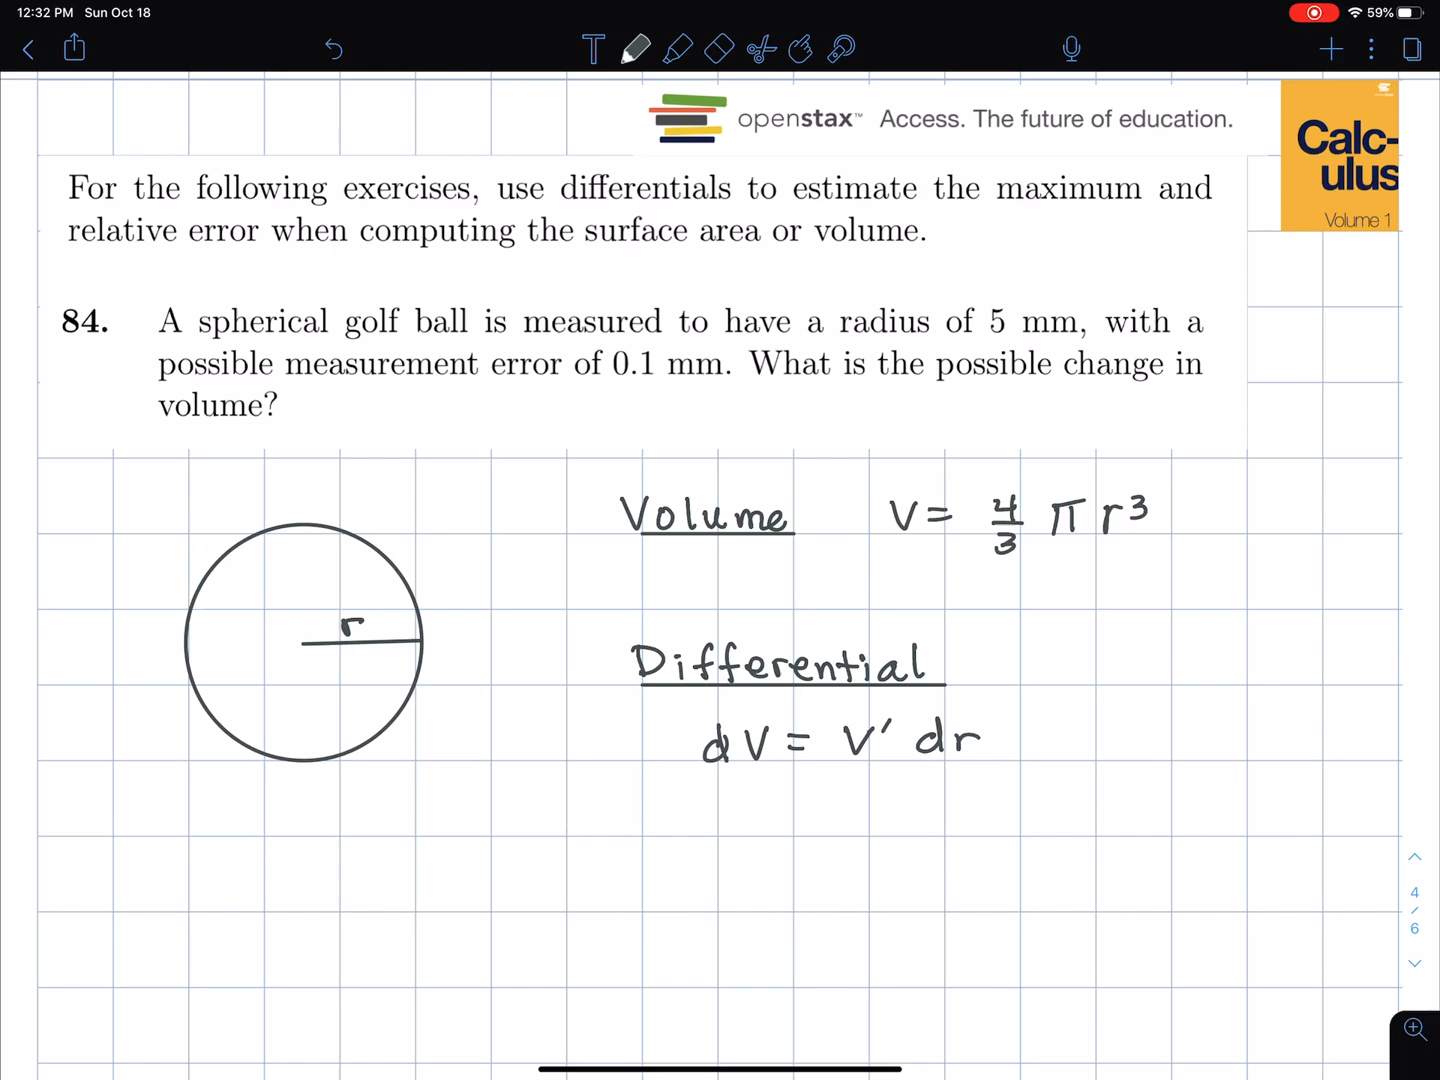 12:32 PM Sun Oct 18
59%
openstax™ Access. The future of education.
Calc-
ulus
Volume 1
For the following exercises, use differentials to estimate the maximum and
relative error when computing the surface area or volume.
84. A spherical golf ball is measured to have a radius of 5 mm, with a
possible measurement error of 0.1 mm. What is the possible change in
volume?
Volume V = 4/3 π r³
r
Differential
dV = V′ dr
4
/
6